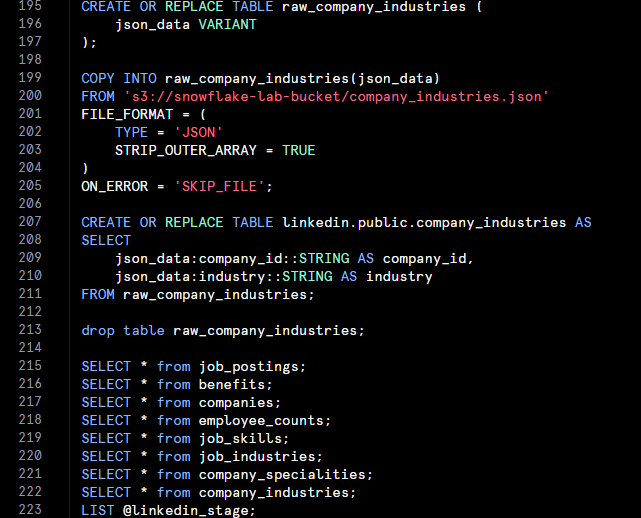 195 CREATE OR REPLACE TABLE raw_company_industries (
196     json_data VARIANT
197 );
198
199 COPY INTO raw_company_industries(json_data)
200 FROM 's3://snowflake-lab-bucket/company_industries.json'
201 FILE_FORMAT = (
202     TYPE = 'JSON'
203     STRIP_OUTER_ARRAY = TRUE
204 )
205 ON_ERROR = 'SKIP_FILE';
206
207 CREATE OR REPLACE TABLE linkedin.public.company_industries AS
208 SELECT
209     json_data:company_id::STRING AS company_id,
210     json_data:industry::STRING AS industry
211 FROM raw_company_industries;
212
213 drop table raw_company_industries;
214
215 SELECT * from job_postings;
216 SELECT * from benefits;
217 SELECT * from companies;
218 SELECT * from employee_counts;
219 SELECT * from job_skills;
220 SELECT * from job_industries;
221 SELECT * from company_specialities;
222 SELECT * from company_industries;
223 LIST @linkedin_stage;